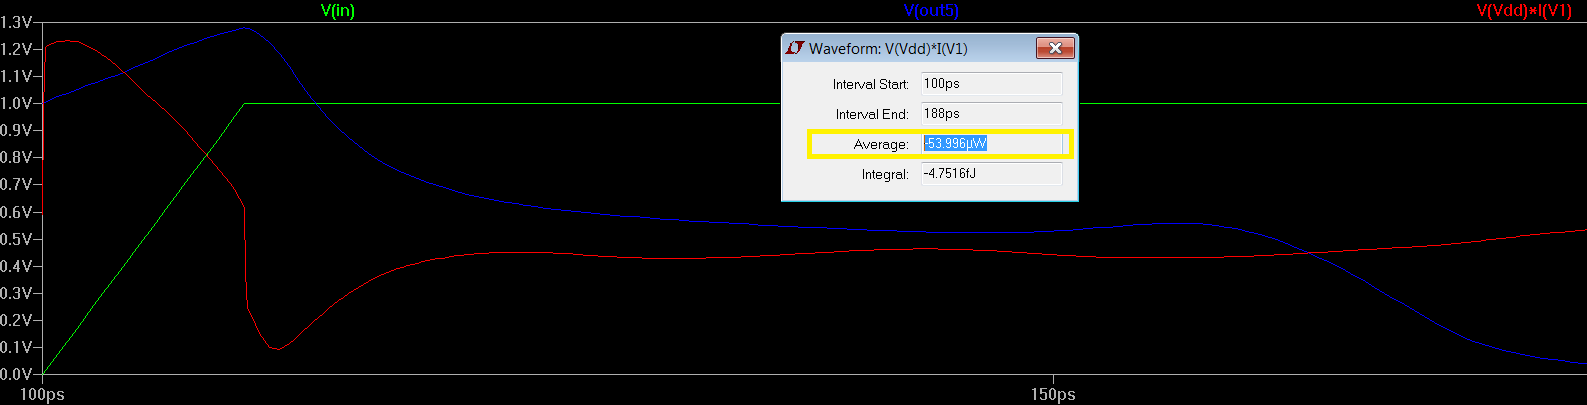 V(in) V(out5) V(Vdd)*I(V1)
1.3V
1.2V
1.1V
1.0V
0.9V
0.8V
0.7V
0.6V
0.5V
0.4V
0.3V
0.2V
0.1V
0.0V
100ps 150ps
Waveform: V(Vdd)*I(V1)
Interval Start: 100ps
Interval End: 188ps
Average: -53.996µW
Integral: -4.7516fJ